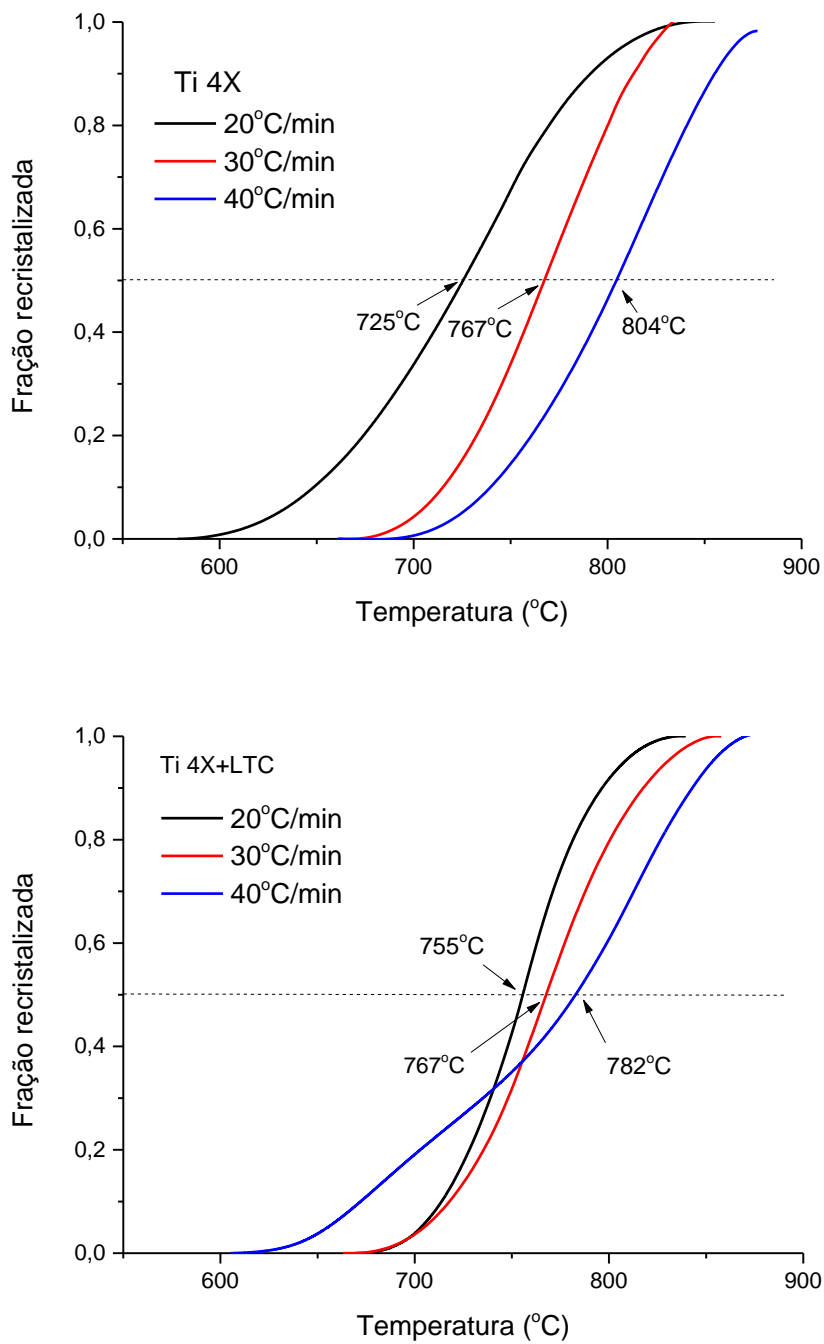 1,0
Ti 4X
20°C/min
0,8
30°C/min
40°C/min
0,6
Fração recristalizada
725°C
767°C
804°C
0,4
0,2
0,0
600
700
800
900
Temperatura (°C)
1,0
Ti 4X+LTC
20°C/min
0,8
30°C/min
40°C/min
0,6
Fração recristalizada
755°C
767°C
782°C
0,4
0,2
0,0
600
700
800
900
Temperatura (°C)